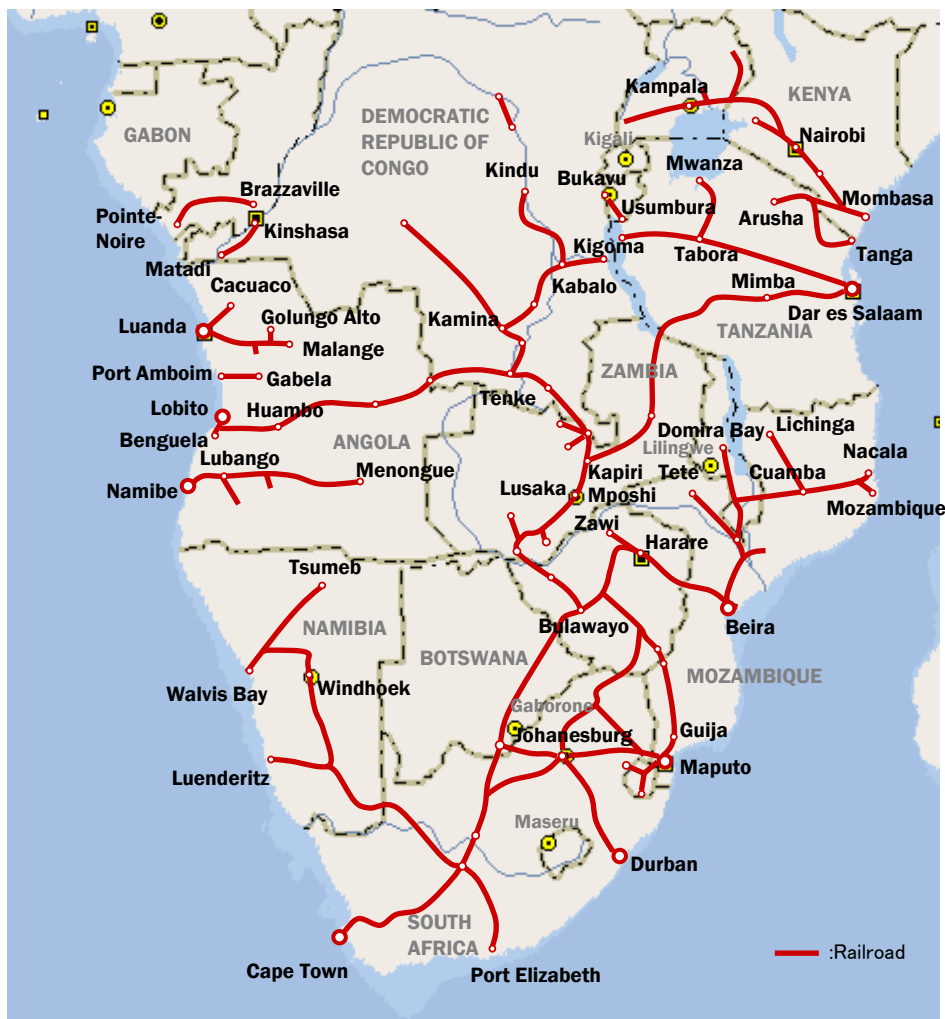 Kampala
KENYA
DEMOCRATIC
REPUBLIC OF
CONGO
GABON
Kigali
Nairobi
Kindu
Mwanza
Bukavu
Brazzaville
Usumbura
Mombasa
Arusha
Pointe-
Noire
Kinshasa
Kigoma
Tabora
Tanga
Matadi
Cacuaco
Kabalo
Mimba
Luanda
Golungo Alto
Kamina
Dar es Salaam
TANZANIA
Malange
Port Amboim
Gabela
ZAMBIA
Tenke
Lobito
Huambo
Domira Bay
Lichinga
Benguela
ANGOLA
Lilingwe
Nacala
Lubango
Menongue
Kapiri
Mposhi
Tete
Cuamba
Namibe
Lusaka
Mozambique
Zawi
Harare
Tsumeb
NAMIBIA
Bulawayo
Beira
BOTSWANA
MOZAMBIQUE
Walvis Bay
Windhoek
Gaborone
Johanesburg
Guija
Luenderitz
Maputo
Maseru
Durban
SOUTH
AFRICA
:Railroad
Cape Town
Port Elizabeth